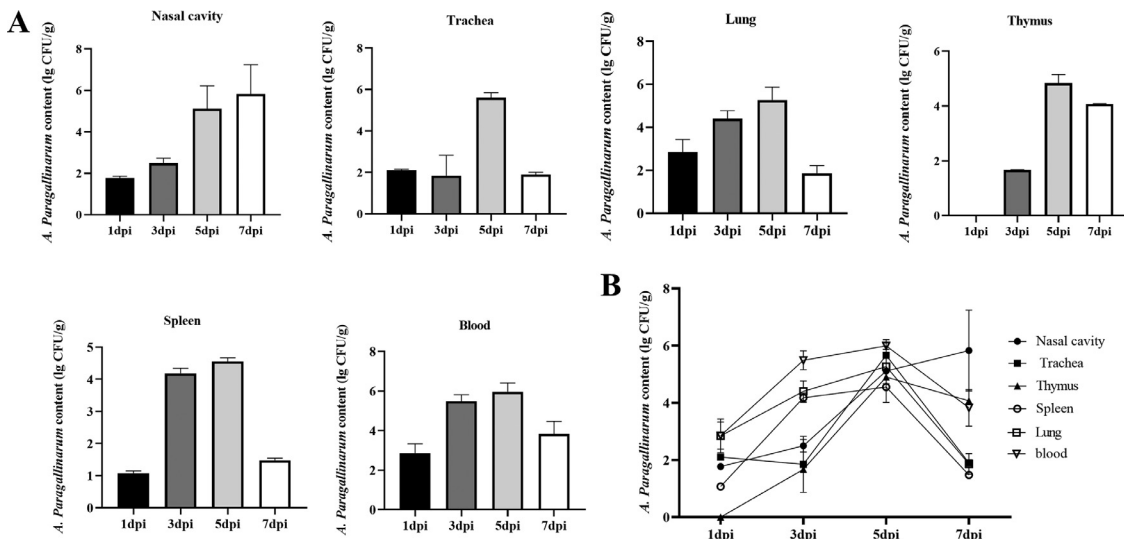 A
Nasal cavity
A. Paragallinarum content (lg CFU/g)
8
6
4
2
0
1dpi 3dpi 5dpi 7dpi
Trachea
A. Paragallinarum content (lg CFU/g)
8
6
4
2
0
1dpi 3dpi 5dpi 7dpi
Lung
A. Paragallinarum content (lg CFU/g)
8
6
4
2
0
1dpi 3dpi 5dpi 7dpi
Thymus
A. Paragallinarum content (lg CFU/g)
6
4
2
0
1dpi 3dpi 5dpi 7dpi
Spleen
A. Paragallinarum content (lg CFU/g)
5
4
3
2
1
0
1dpi 3dpi 5dpi 7dpi
Blood
A. Paragallinarum content (lg CFU/g)
8
6
4
2
0
1dpi 3dpi 5dpi 7dpi
B
A. Paragallinarum content (lg CFU/g)
8
6
4
2
0
1dpi 3dpi 5dpi 7dpi
Nasal cavity
Trachea
Thymus
Spleen
Lung
blood